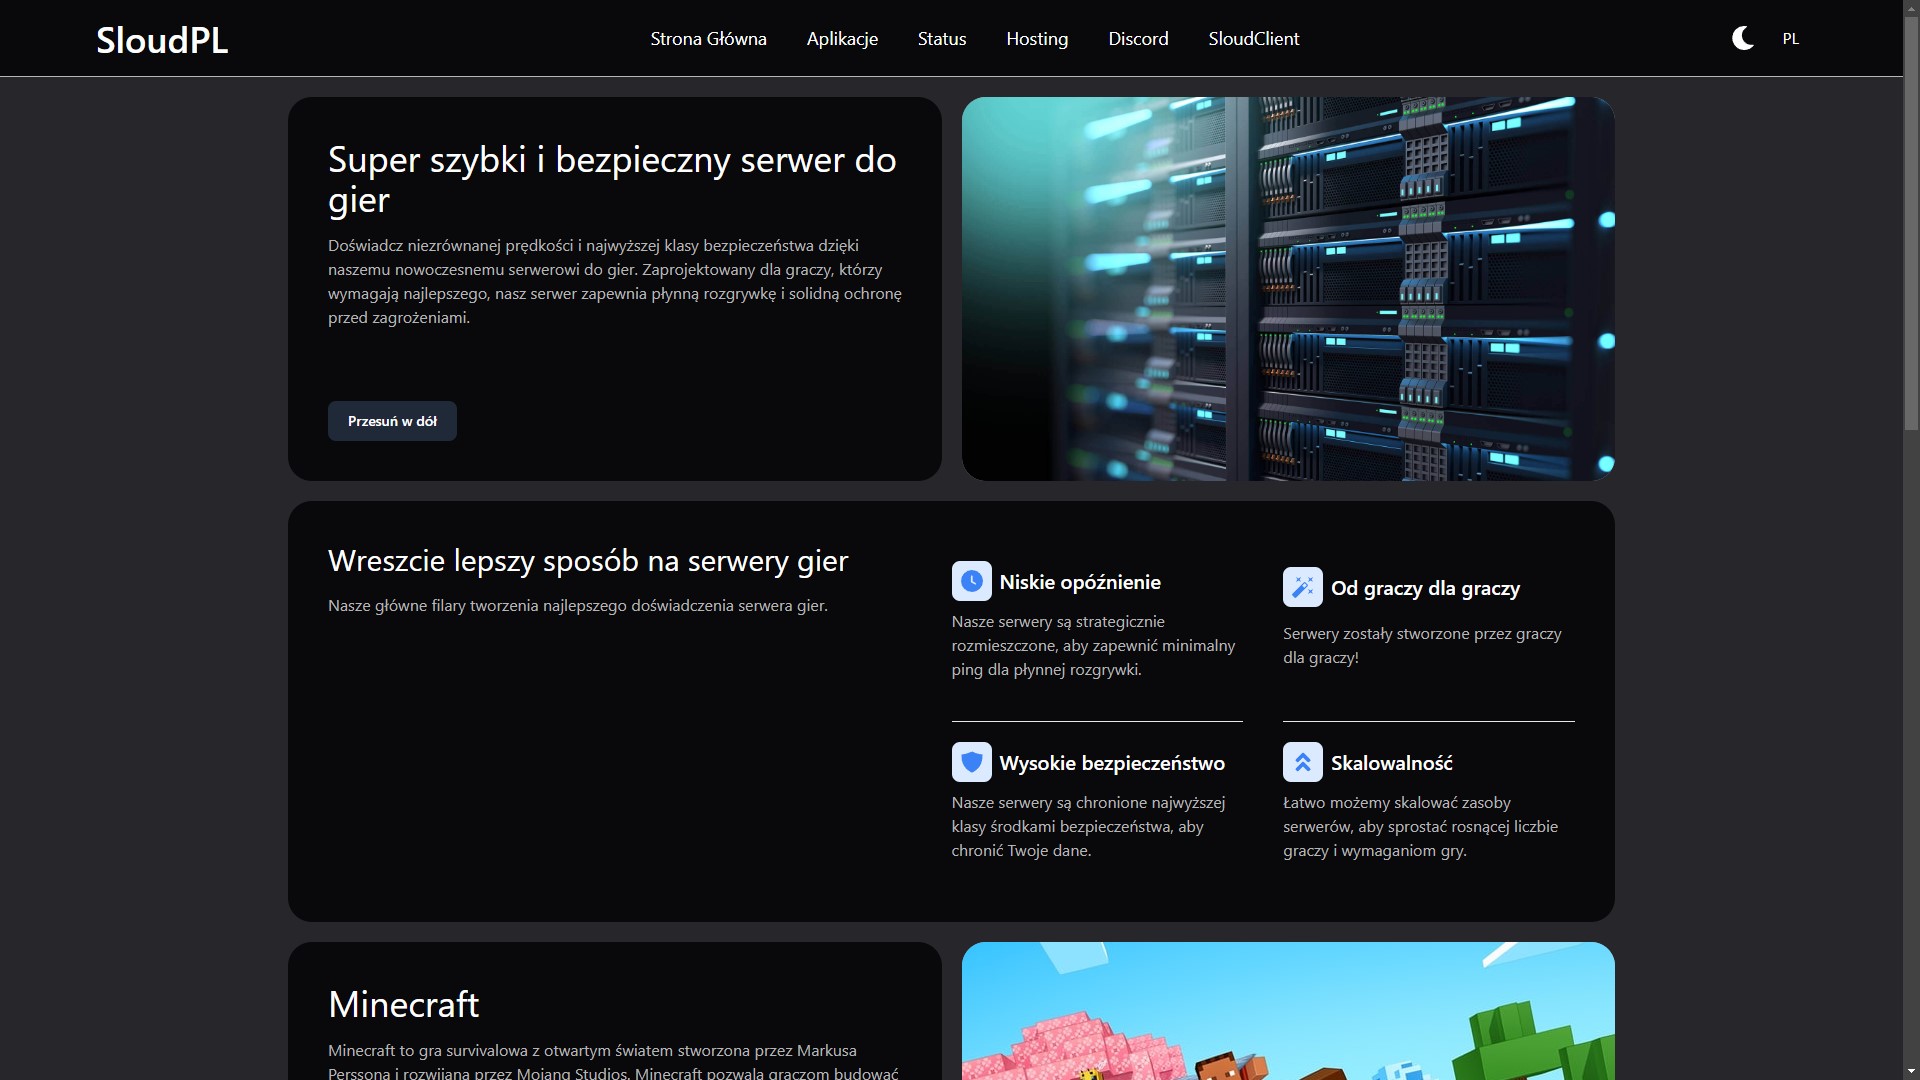 SloudPL
Strona Główna
Aplikacje
Status
Hosting
Discord
SloudClient
PL
Super szybki i bezpieczny serwer do
gier
Doświadcz niezrównanej prędkości i najwyższej klasy bezpieczeństwa dzięki
naszemu nowoczesnemu serwerowi do gier. Zaprojektowany dla graczy, którzy
wymagają najlepszego, nasz serwer zapewnia płynną rozgrywkę i solidną ochronę
przed zagrożeniami.
Przesuń w dół
Wreszcie lepszy sposób na serwery gier
Nasze główne filary tworzenia najlepszego doświadczenia serwera gier.
Niskie opóźnienie
Nasze serwery są strategicznie
rozmieszczone, aby zapewnić minimalny
ping dla płynnej rozgrywki.
Od graczy dla graczy
Serwery zostały stworzone przez graczy
dla graczy!
Wysokie bezpieczeństwo
Nasze serwery są chronione najwyższej
klasy środkami bezpieczeństwa, aby
chronić Twoje dane.
Skalowalność
Łatwo możemy skalować zasoby
serwerów, aby sprostać rosnącej liczbie
graczy i wymaganiom gry.
Minecraft
Minecraft to gra survivalowa z otwartym światem stworzona przez Markusa
Perssona i rozwijana przez Mojang Studios. Minecraft pozwala graczom budować